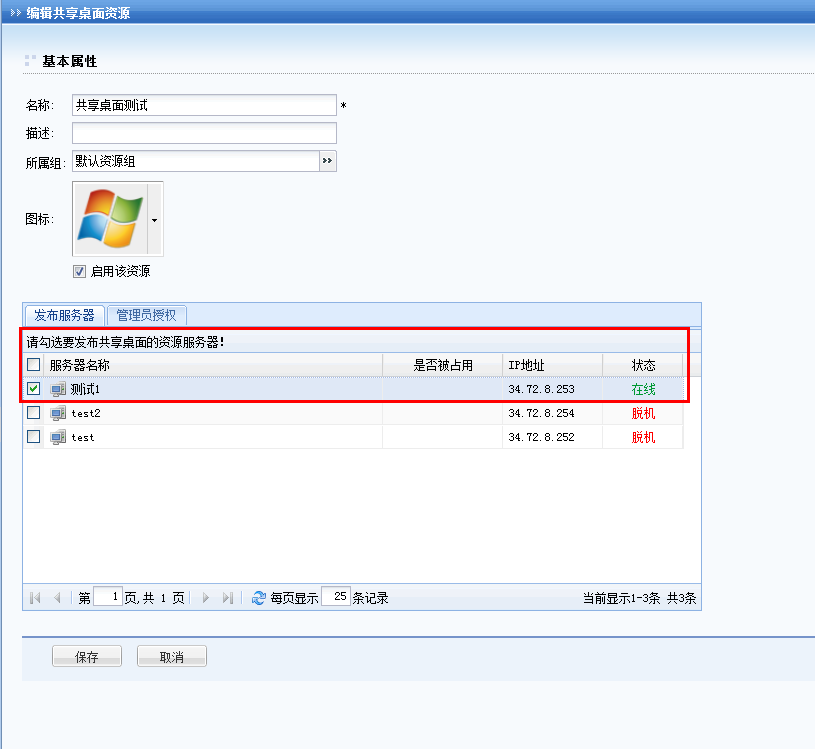 编辑共享桌面资源
基本属性
名称: 共享桌面测试 *
描述:
所属组: 默认资源组
图标:
启用该资源
发布服务器 管理员授权
请勾选要发布共享桌面的资源服务器!
服务器名称 是否被占用 IP地址 状态
测试1 34.72.8.253 在线
test2 34.72.8.254 脱机
test 34.72.8.252 脱机
第 1 页,共 1 页 每页显示 25 条记录 当前显示1-3条 共3条
保存 取消